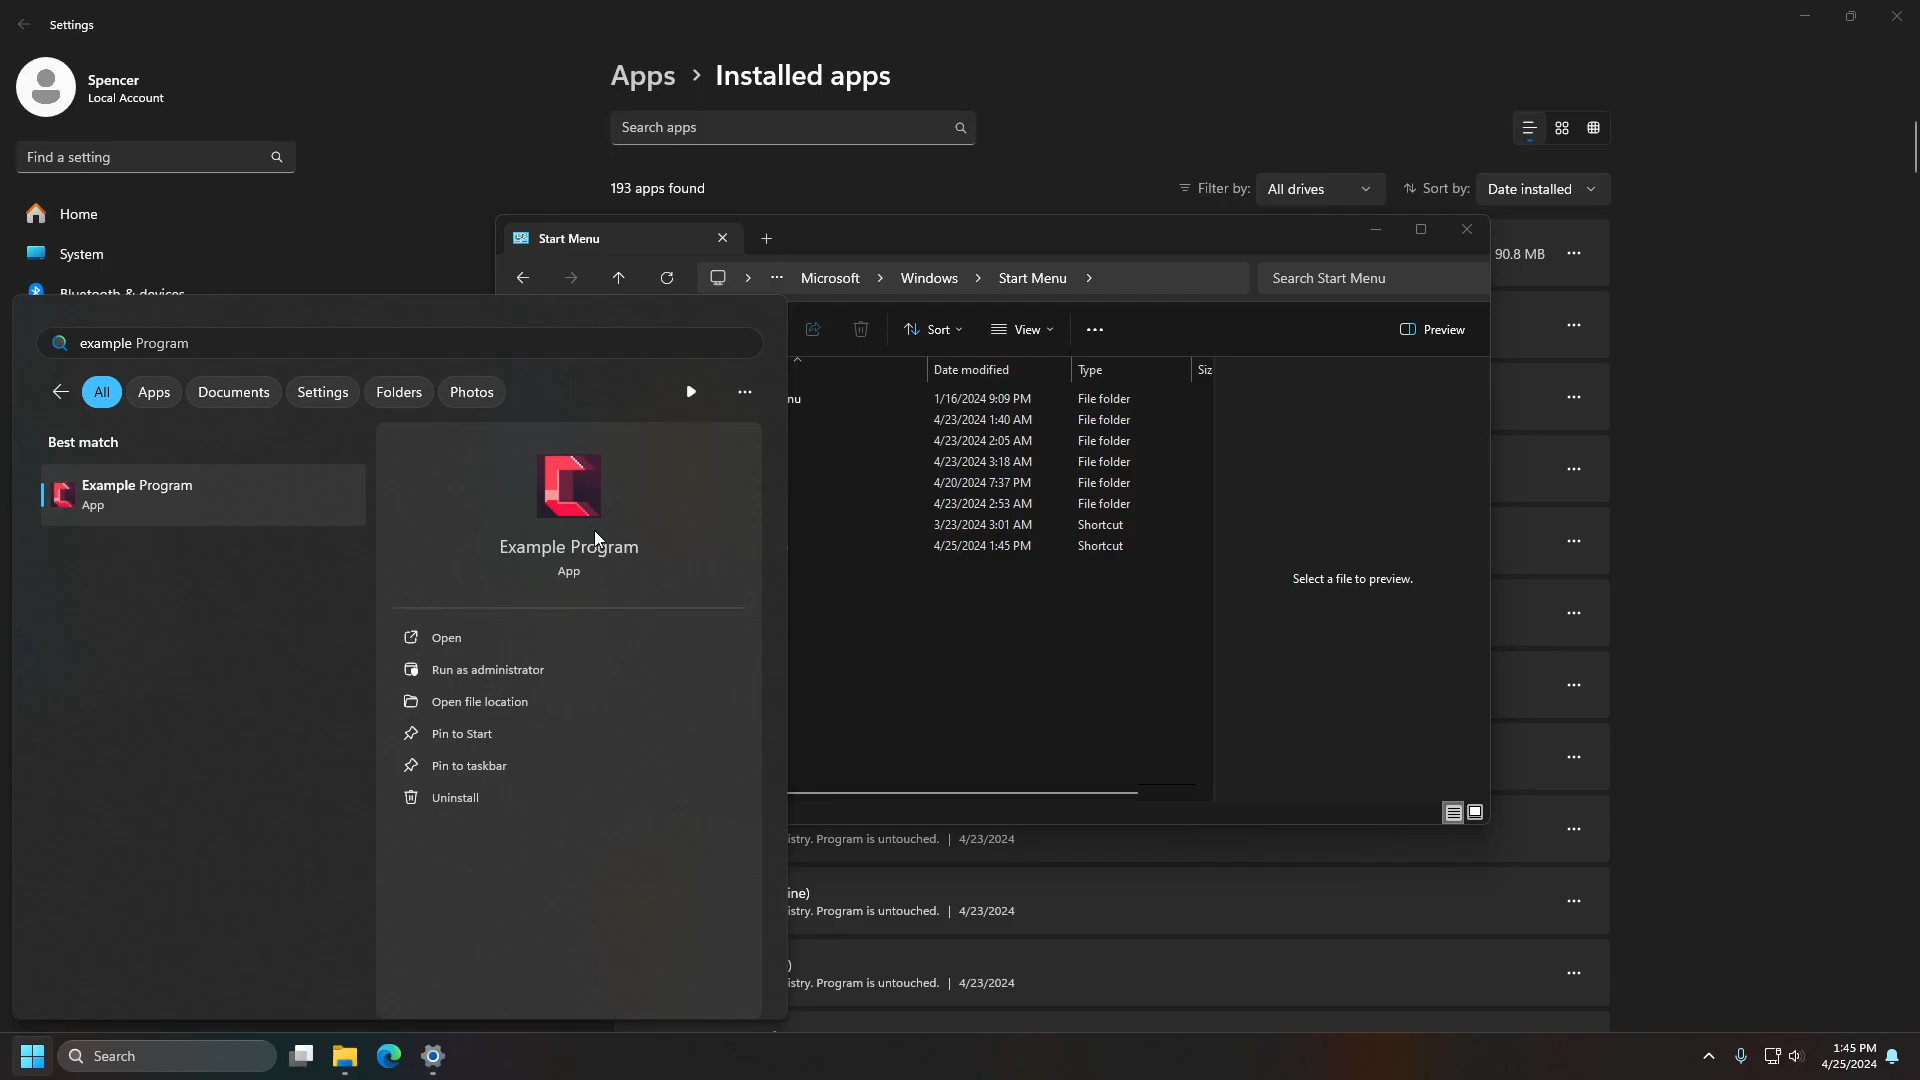 Settings
Spencer
Local Account
Find a setting
Home
System
Bluetooth & devices
Apps > Installed apps
Search apps
193 apps found
Filter by: All drives
Sort by: Date installed
90.8 MB
Start Menu
Microsoft > Windows > Start Menu >
Search Start Menu
Sort
View
Preview
Date modified Type Siz
nu 1/16/2024 9:09 PM File folder
4/23/2024 1:40 AM File folder
4/23/2024 2:05 AM File folder
4/23/2024 3:18 AM File folder
4/20/2024 7:37 PM File folder
4/23/2024 2:53 AM File folder
3/23/2024 3:01 AM Shortcut
4/25/2024 1:45 PM Shortcut
Select a file to preview.
example Program
All Apps Documents Settings Folders Photos
Best match
Example Program
App
Example Program
App
Open
Run as administrator
Open file location
Pin to Start
Pin to taskbar
Uninstall
istry. Program is untouched. | 4/23/2024
ine)
istry. Program is untouched. | 4/23/2024
)
istry. Program is untouched. | 4/23/2024
Search
1:45 PM
4/25/2024